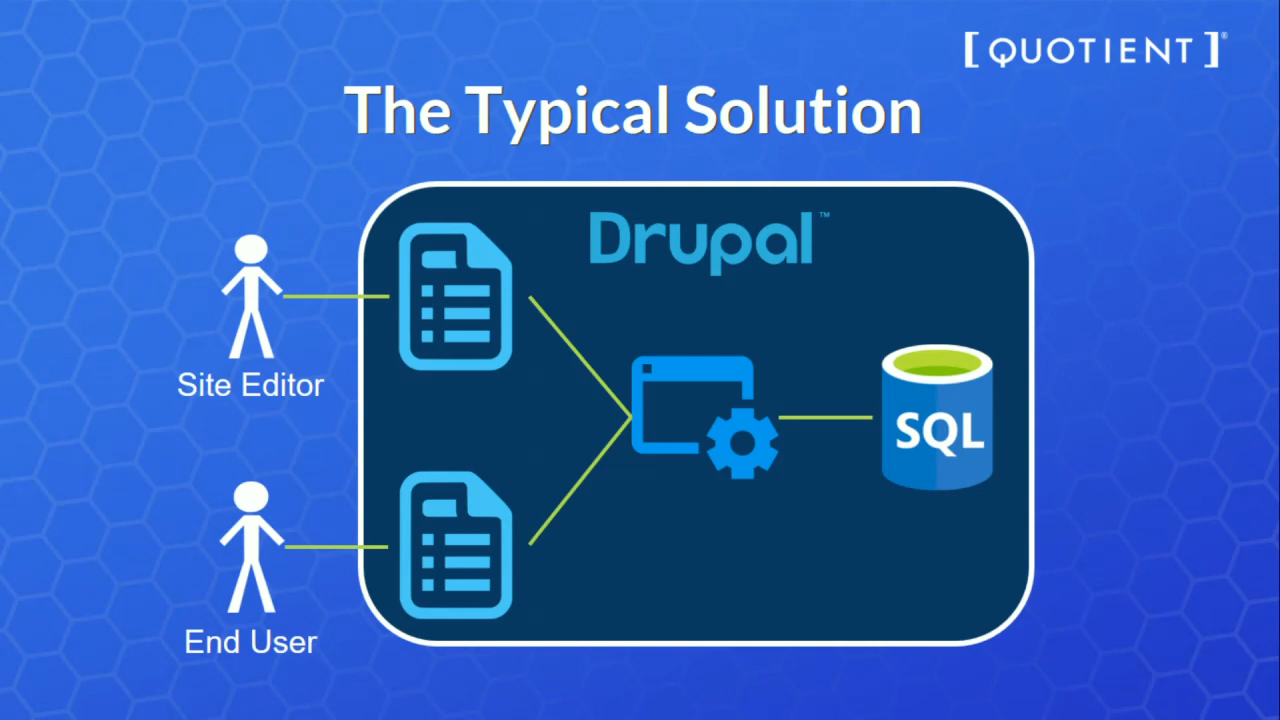 [QUOTIENT]®
The Typical Solution
Drupal™
Site Editor
SQL
End User